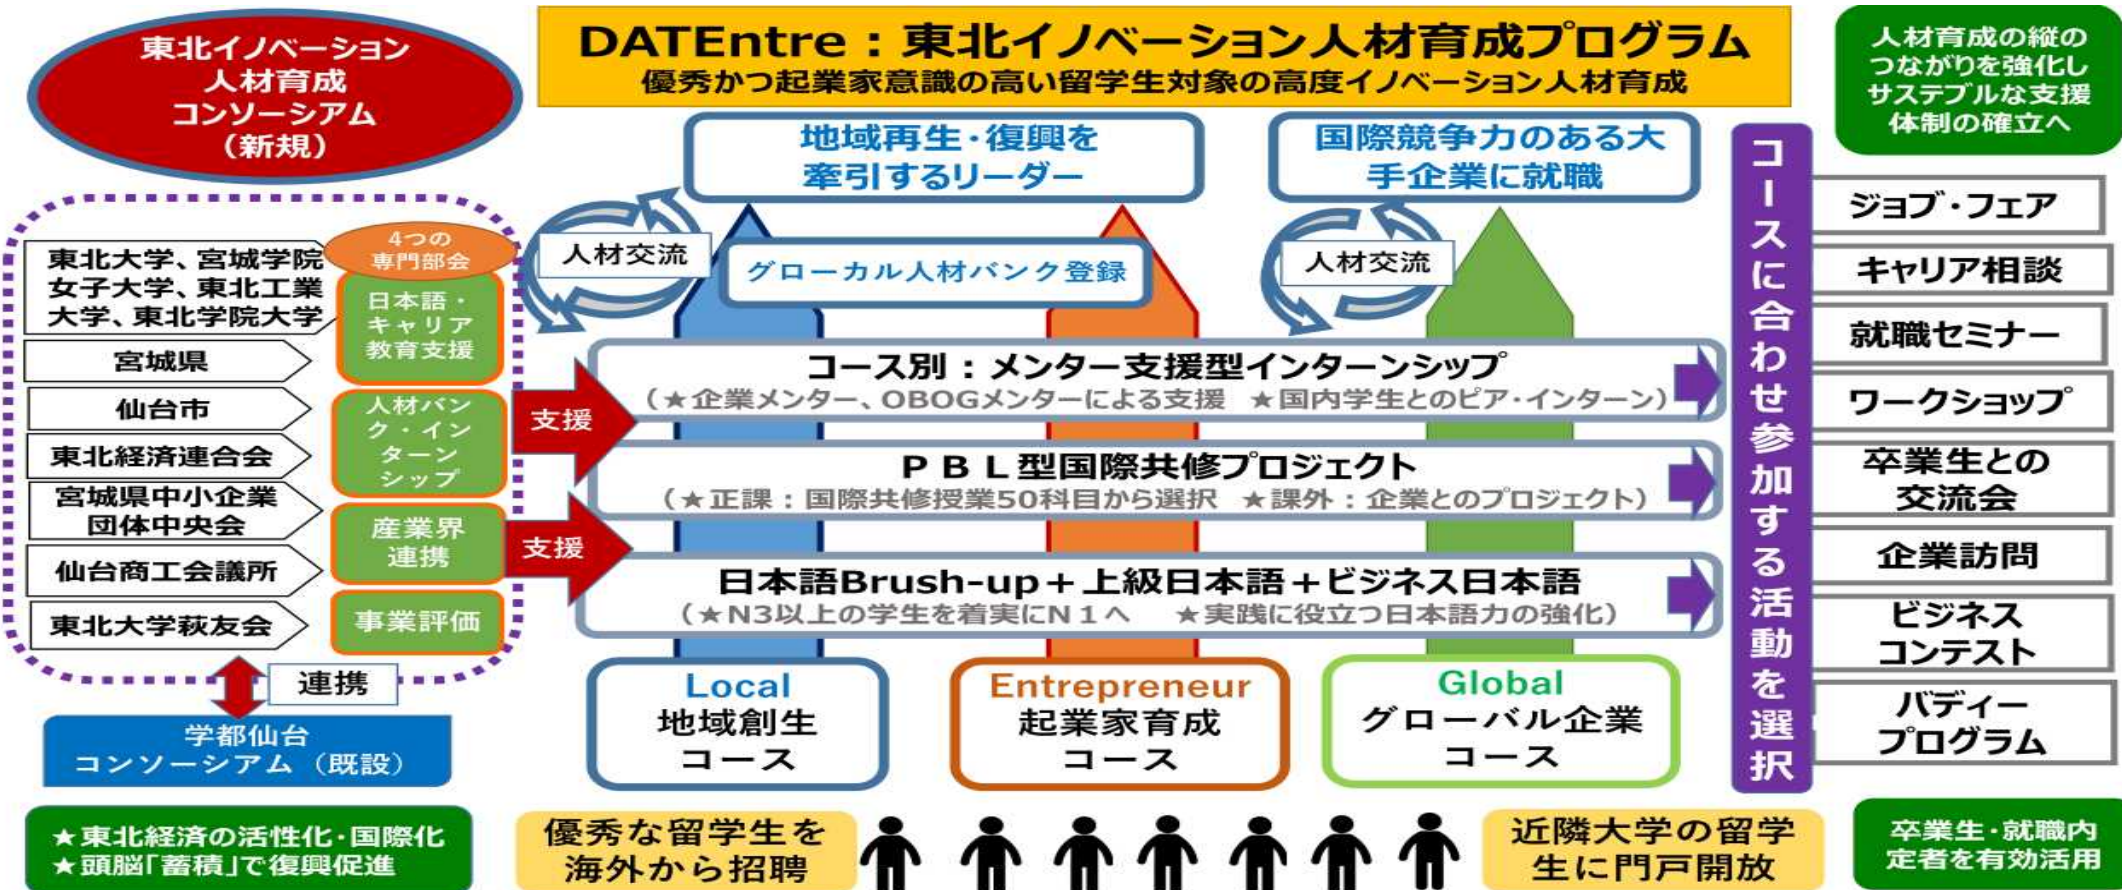 東北イノベーション
人材育成
コンソーシアム
（新規）
DATEntre：東北イノベーション人材育成プログラム
優秀かつ起業家意識の高い留学生対象の高度イノベーション人材育成
人材育成の縦の
つながりを強化し
サステブルな支援
体制の確立へ
地域再生・復興を
牽引するリーダー
国際競争力のある大
手企業に就職
人材交流
グローカル人材バンク登録
人材交流
4つの
専門部会
東北大学、宮城学院
女子大学、東北工業
大学、東北学院大学
宮城県
仙台市
東北経済連合会
宮城県中小企業
団体中央会
仙台商工会議所
東北大学萩友会
日本語・
キャリア
教育支援
人材バン
ク・イン
ターン
シップ
産業界
連携
事業評価
連携
学都仙台
コンソーシアム（既設）
支援
支援
コース別：メンター支援型インターンシップ
（★企業メンター、OBOGメンターによる支援　★国内学生とのピア・インターン）
ＰＢＬ型国際共修プロジェクト
（★正課：国際共修授業50科目から選択　★課外：企業とのプロジェクト）
日本語Brush-up＋上級日本語＋ビジネス日本語
（★N3以上の学生を着実にN１へ　★実践に役立つ日本語力の強化）
Local
地域創生
コース
Entrepreneur
起業家育成
コース
Global
グローバル企業
コース
コースに合わせ参加する活動を選択
ジョブ・フェア
キャリア相談
就職セミナー
ワークショップ
卒業生との
交流会
企業訪問
ビジネス
コンテスト
バディー
プログラム
★東北経済の活性化・国際化
★頭脳「蓄積」で復興促進
優秀な留学生を
海外から招聘
近隣大学の留学
生に門戸開放
卒業生・就職内
定者を有効活用